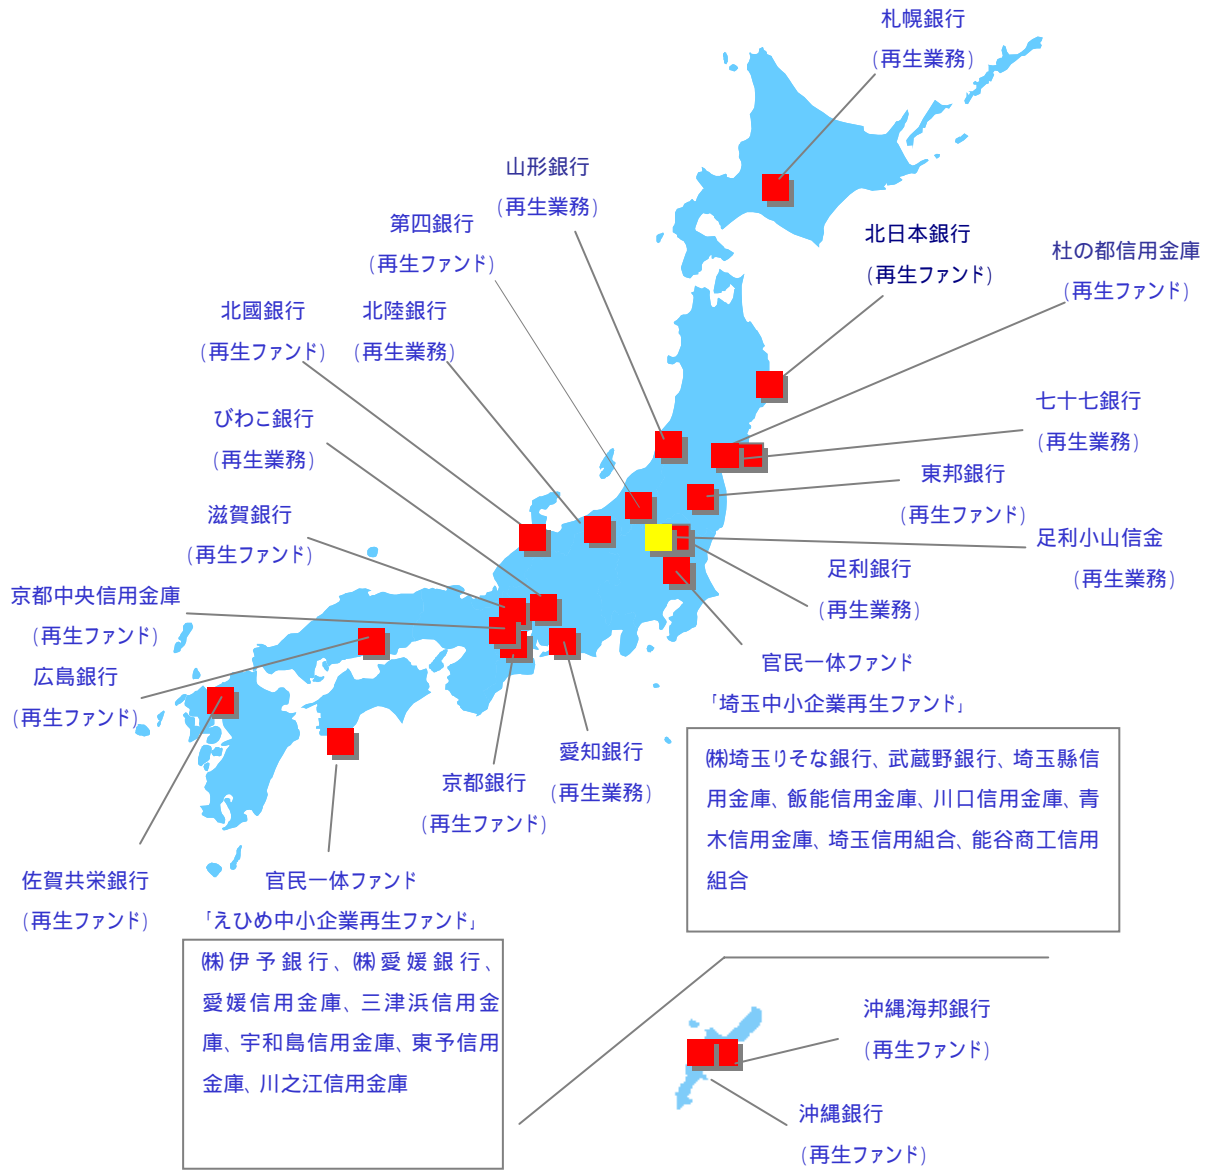 札幌銀行
(再生業務)
山形銀行
(再生業務)
第四銀行
(再生ファンド)
北日本銀行
(再生ファンド)
杜の都信用金庫
(再生ファンド)
北國銀行
(再生ファンド)
北陸銀行
(再生業務)
びわこ銀行
(再生業務)
七十七銀行
(再生業務)
東邦銀行
(再生ファンド)
滋賀銀行
(再生ファンド)
足利小山信金
(再生業務)
足利銀行
(再生業務)
京都中央信用金庫
(再生ファンド)
広島銀行
(再生ファンド)
官民一体ファンド
「埼玉中小企業再生ファンド」
㈱埼玉りそな銀行、武蔵野銀行、埼玉縣信
用金庫、飯能信用金庫、川口信用金庫、青
木信用金庫、埼玉信用組合、熊谷商工信用
組合
愛知銀行
(再生業務)
京都銀行
(再生ファンド)
佐賀共栄銀行
(再生ファンド)
官民一体ファンド
「えひめ中小企業再生ファンド」
㈱伊予銀行、㈱愛媛銀行、
愛媛信用金庫、三津浜信用金
庫、宇和島信用金庫、東予信用
金庫、川之江信用金庫
沖縄海邦銀行
(再生ファンド)
沖縄銀行
(再生ファンド)